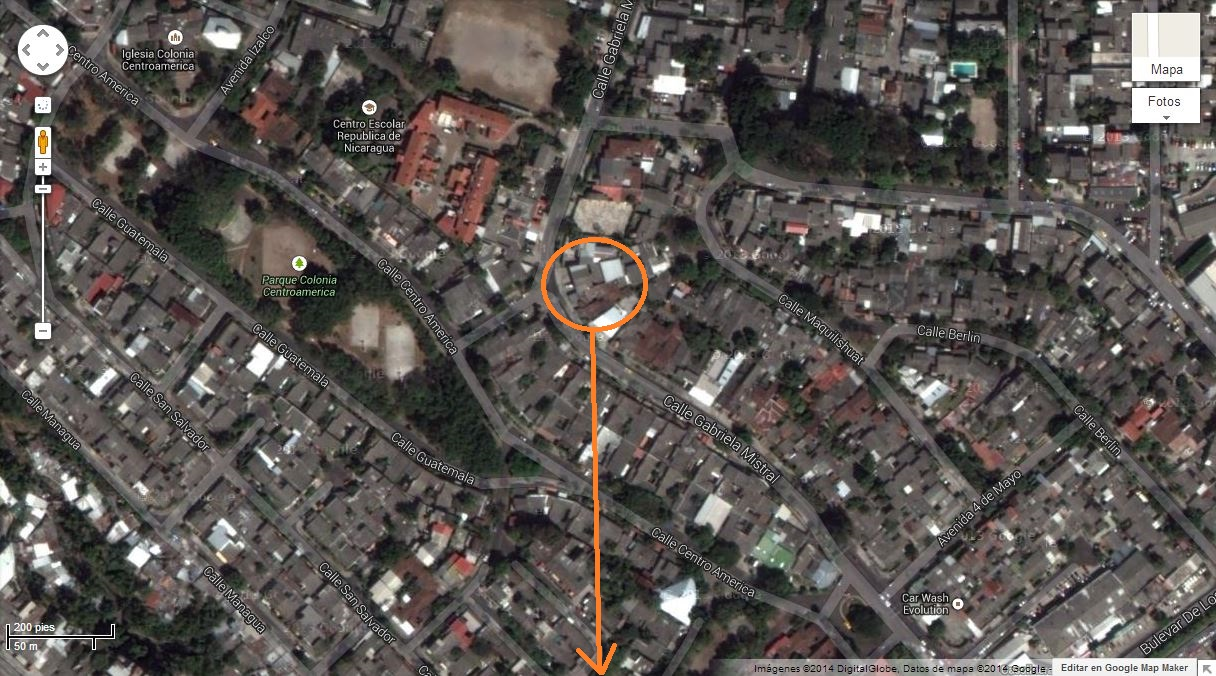 Iglesia Colonia
Centroamerica
Centro America
Avenida Izalco
Calle Gabriela M
Mapa
Fotos
Centro Escolar
Republica de
Nicaragua
Calle Guatemala
Parque Colonia
Centroamerica
Calle Centro America
Calle Maquilishuat
Calle Berlin
Calle Guatemala
Calle San Salvador
Calle Managua
Calle Gabriela Mistral
Calle Berlin
Calle Guatemala
Avenida 4 de Mayo
Calle Centro America
Calle San Salvador
Calle Managua
Car Wash
Evolution
Bulevar De Lo
200 pies
50 m
Ca
Imágenes ©2014 DigitalGlobe, Datos de mapa ©2014 Google -
Editar en Google Map Maker